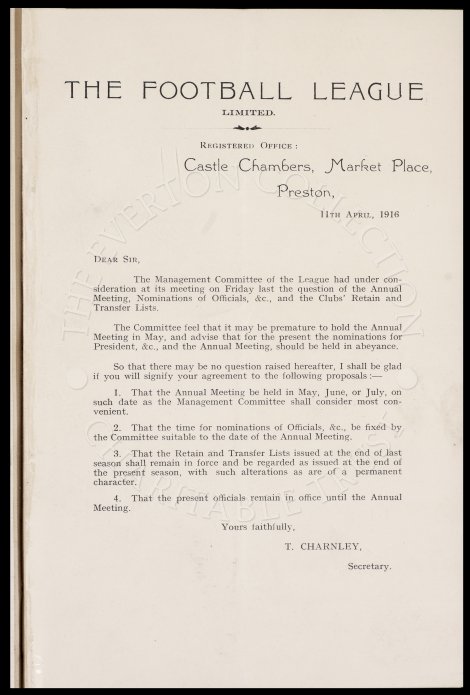 THE FOOTBALL LEAGUE
LIMITED.
REGISTERED OFFICE :
Castle Chambers, Market Place,
Preston,
11TH APRIL, 1916
DEAR SIR,
The Management Committee of the League had under con-
sideration at its meeting on Friday last the question of the Annual
Meeting, Nominations of Officials, &c., and the Clubs' Retain and
Transfer Lists.
The Committee feel that it may be premature to hold the Annual
Meeting in May, and advise that for the present the nominations for
President, &c., and the Annual Meeting, should be held in abeyance.
So that there may be no question raised hereafter, I shall be glad
if you will signify your agreement to the following proposals :—
1. That the Annual Meeting be held in May, June, or July, on
such date as the Management Committee shall consider most con-
venient.
2. That the time for nominations of Officials, &c., be fixed by
the Committee suitable to the date of the Annual Meeting.
3. That the Retain and Transfer Lists issued at the end of last
season shall remain in force and be regarded as issued at the end of
the present season, with such alterations as are of a permanent
character.
4. That the present officials remain in office until the Annual
Meeting.
Yours faithfully,
T. CHARNLEY,
Secretary.
THE EVERTON COLLECTION
CHARITABLE TRUST